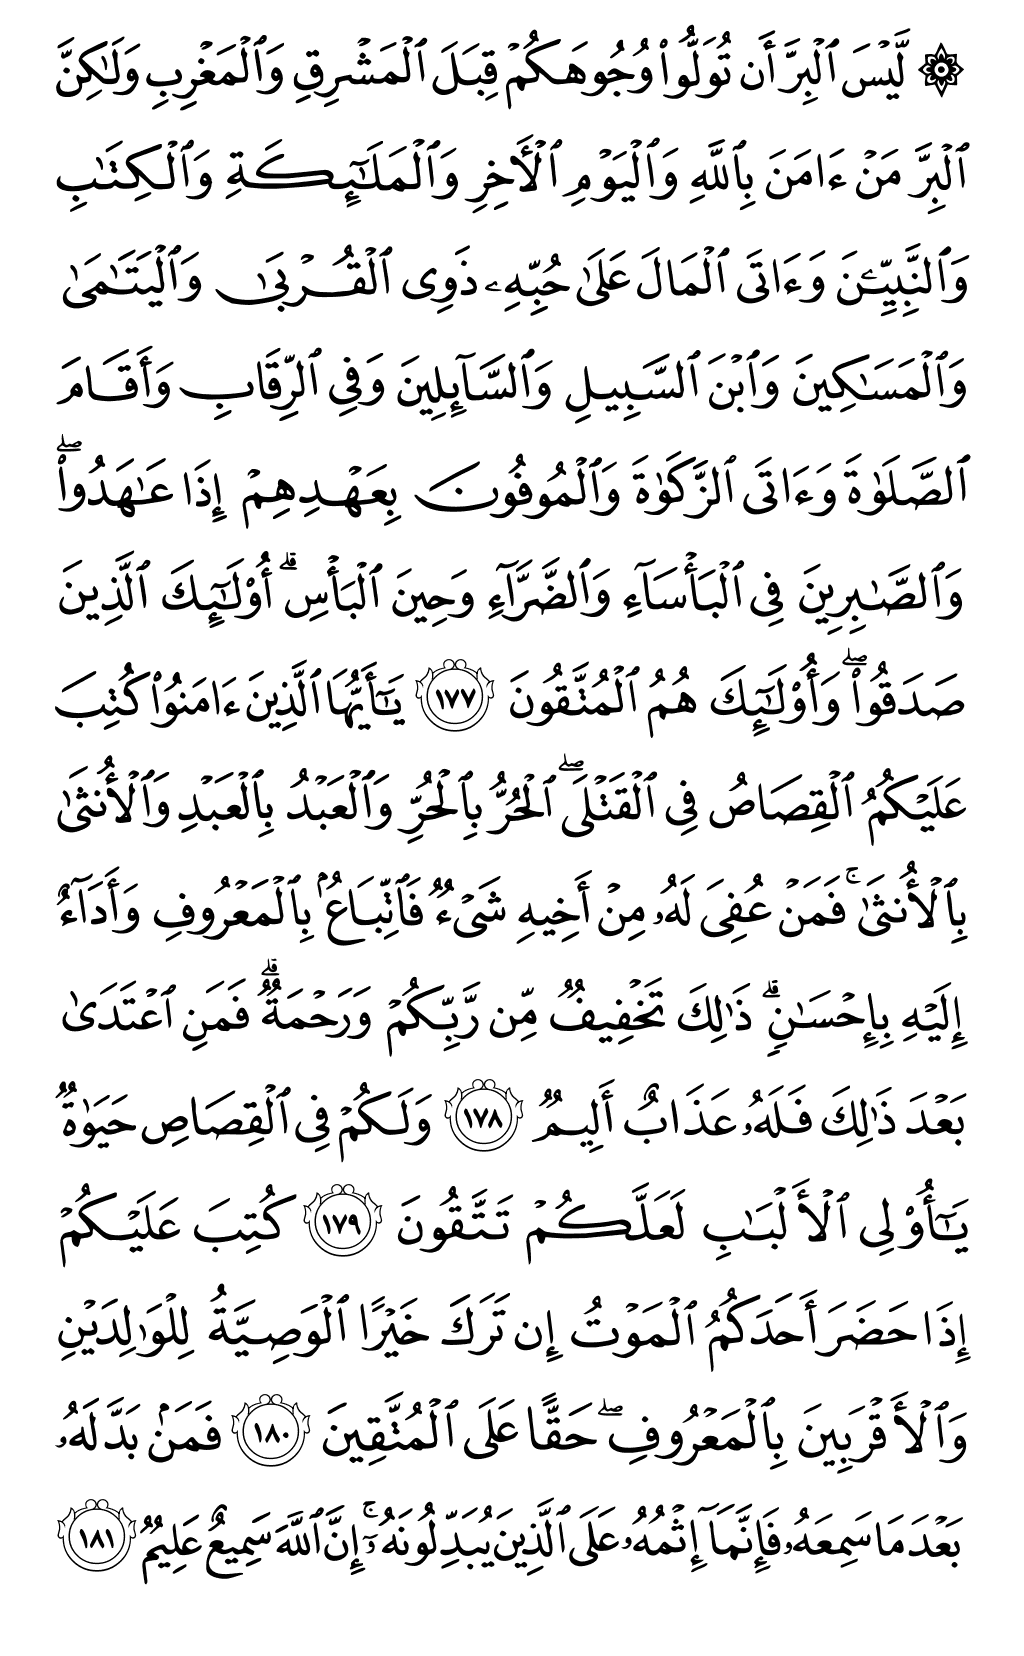 ۞ لَّيْسَ ٱلْبِرَّ أَن تُوَلُّوا۟ وُجُوهَكُمْ قِبَلَ ٱلْمَشْرِقِ وَٱلْمَغْرِبِ وَلَـٰكِنَّ
ٱلْبِرَّ مَنْ ءَامَنَ بِٱللَّهِ وَٱلْيَوْمِ ٱلْـَٔاخِرِ وَٱلْمَلَـٰٓئِكَةِ وَٱلْكِتَـٰبِ
وَٱلنَّبِيِّـۧنَ وَءَاتَى ٱلْمَالَ عَلَىٰ حُبِّهِۦ ذَوِى ٱلْقُرْبَىٰ وَٱلْيَتَـٰمَىٰ
وَٱلْمَسَـٰكِينَ وَٱبْنَ ٱلسَّبِيلِ وَٱلسَّآئِلِينَ وَفِى ٱلرِّقَابِ وَأَقَامَ
ٱلصَّلَوٰةَ وَءَاتَى ٱلزَّكَوٰةَ وَٱلْمُوفُونَ بِعَهْدِهِمْ إِذَا عَـٰهَدُوا۟ ۖ
وَٱلصَّـٰبِرِينَ فِى ٱلْبَأْسَآءِ وَٱلضَّرَّآءِ وَحِينَ ٱلْبَأْسِ ۗ أُو۟لَـٰٓئِكَ ٱلَّذِينَ
صَدَقُوا۟ ۖ وَأُو۟لَـٰٓئِكَ هُمُ ٱلْمُتَّقُونَ ١٧٧ يَـٰٓأَيُّهَا ٱلَّذِينَ ءَامَنُوا۟ كُتِبَ
عَلَيْكُمُ ٱلْقِصَاصُ فِى ٱلْقَتْلَى ۖ ٱلْحُرُّ بِٱلْحُرِّ وَٱلْعَبْدُ بِٱلْعَبْدِ وَٱلْأُنثَىٰ
بِٱلْأُنثَىٰ ۚ فَمَنْ عُفِىَ لَهُۥ مِنْ أَخِيهِ شَىْءٌ فَٱتِّبَاعٌۢ بِٱلْمَعْرُوفِ وَأَدَآءٌ
إِلَيْهِ بِإِحْسَـٰنٍ ۗ ذَٰلِكَ تَخْفِيفٌ مِّن رَّبِّكُمْ وَرَحْمَةٌ ۗ فَمَنِ ٱعْتَدَىٰ
بَعْدَ ذَٰلِكَ فَلَهُۥ عَذَابٌ أَلِيمٌ ١٧٨ وَلَكُمْ فِى ٱلْقِصَاصِ حَيَوٰةٌ
يَـٰٓأُو۟لِى ٱلْأَلْبَـٰبِ لَعَلَّكُمْ تَتَّقُونَ ١٧٩ كُتِبَ عَلَيْكُمْ
إِذَا حَضَرَ أَحَدَكُمُ ٱلْمَوْتُ إِن تَرَكَ خَيْرًا ٱلْوَصِيَّةُ لِلْوَٰلِدَيْنِ
وَٱلْأَقْرَبِينَ بِٱلْمَعْرُوفِ ۖ حَقًّا عَلَى ٱلْمُتَّقِينَ ١٨٠ فَمَنۢ بَدَّلَهُۥ
بَعْدَ مَا سَمِعَهُۥ فَإِنَّمَآ إِثْمُهُۥ عَلَى ٱلَّذِينَ يُبَدِّلُونَهُۥٓ ۚ إِنَّ ٱللَّهَ سَمِيعٌ عَلِيمٌ ١٨١